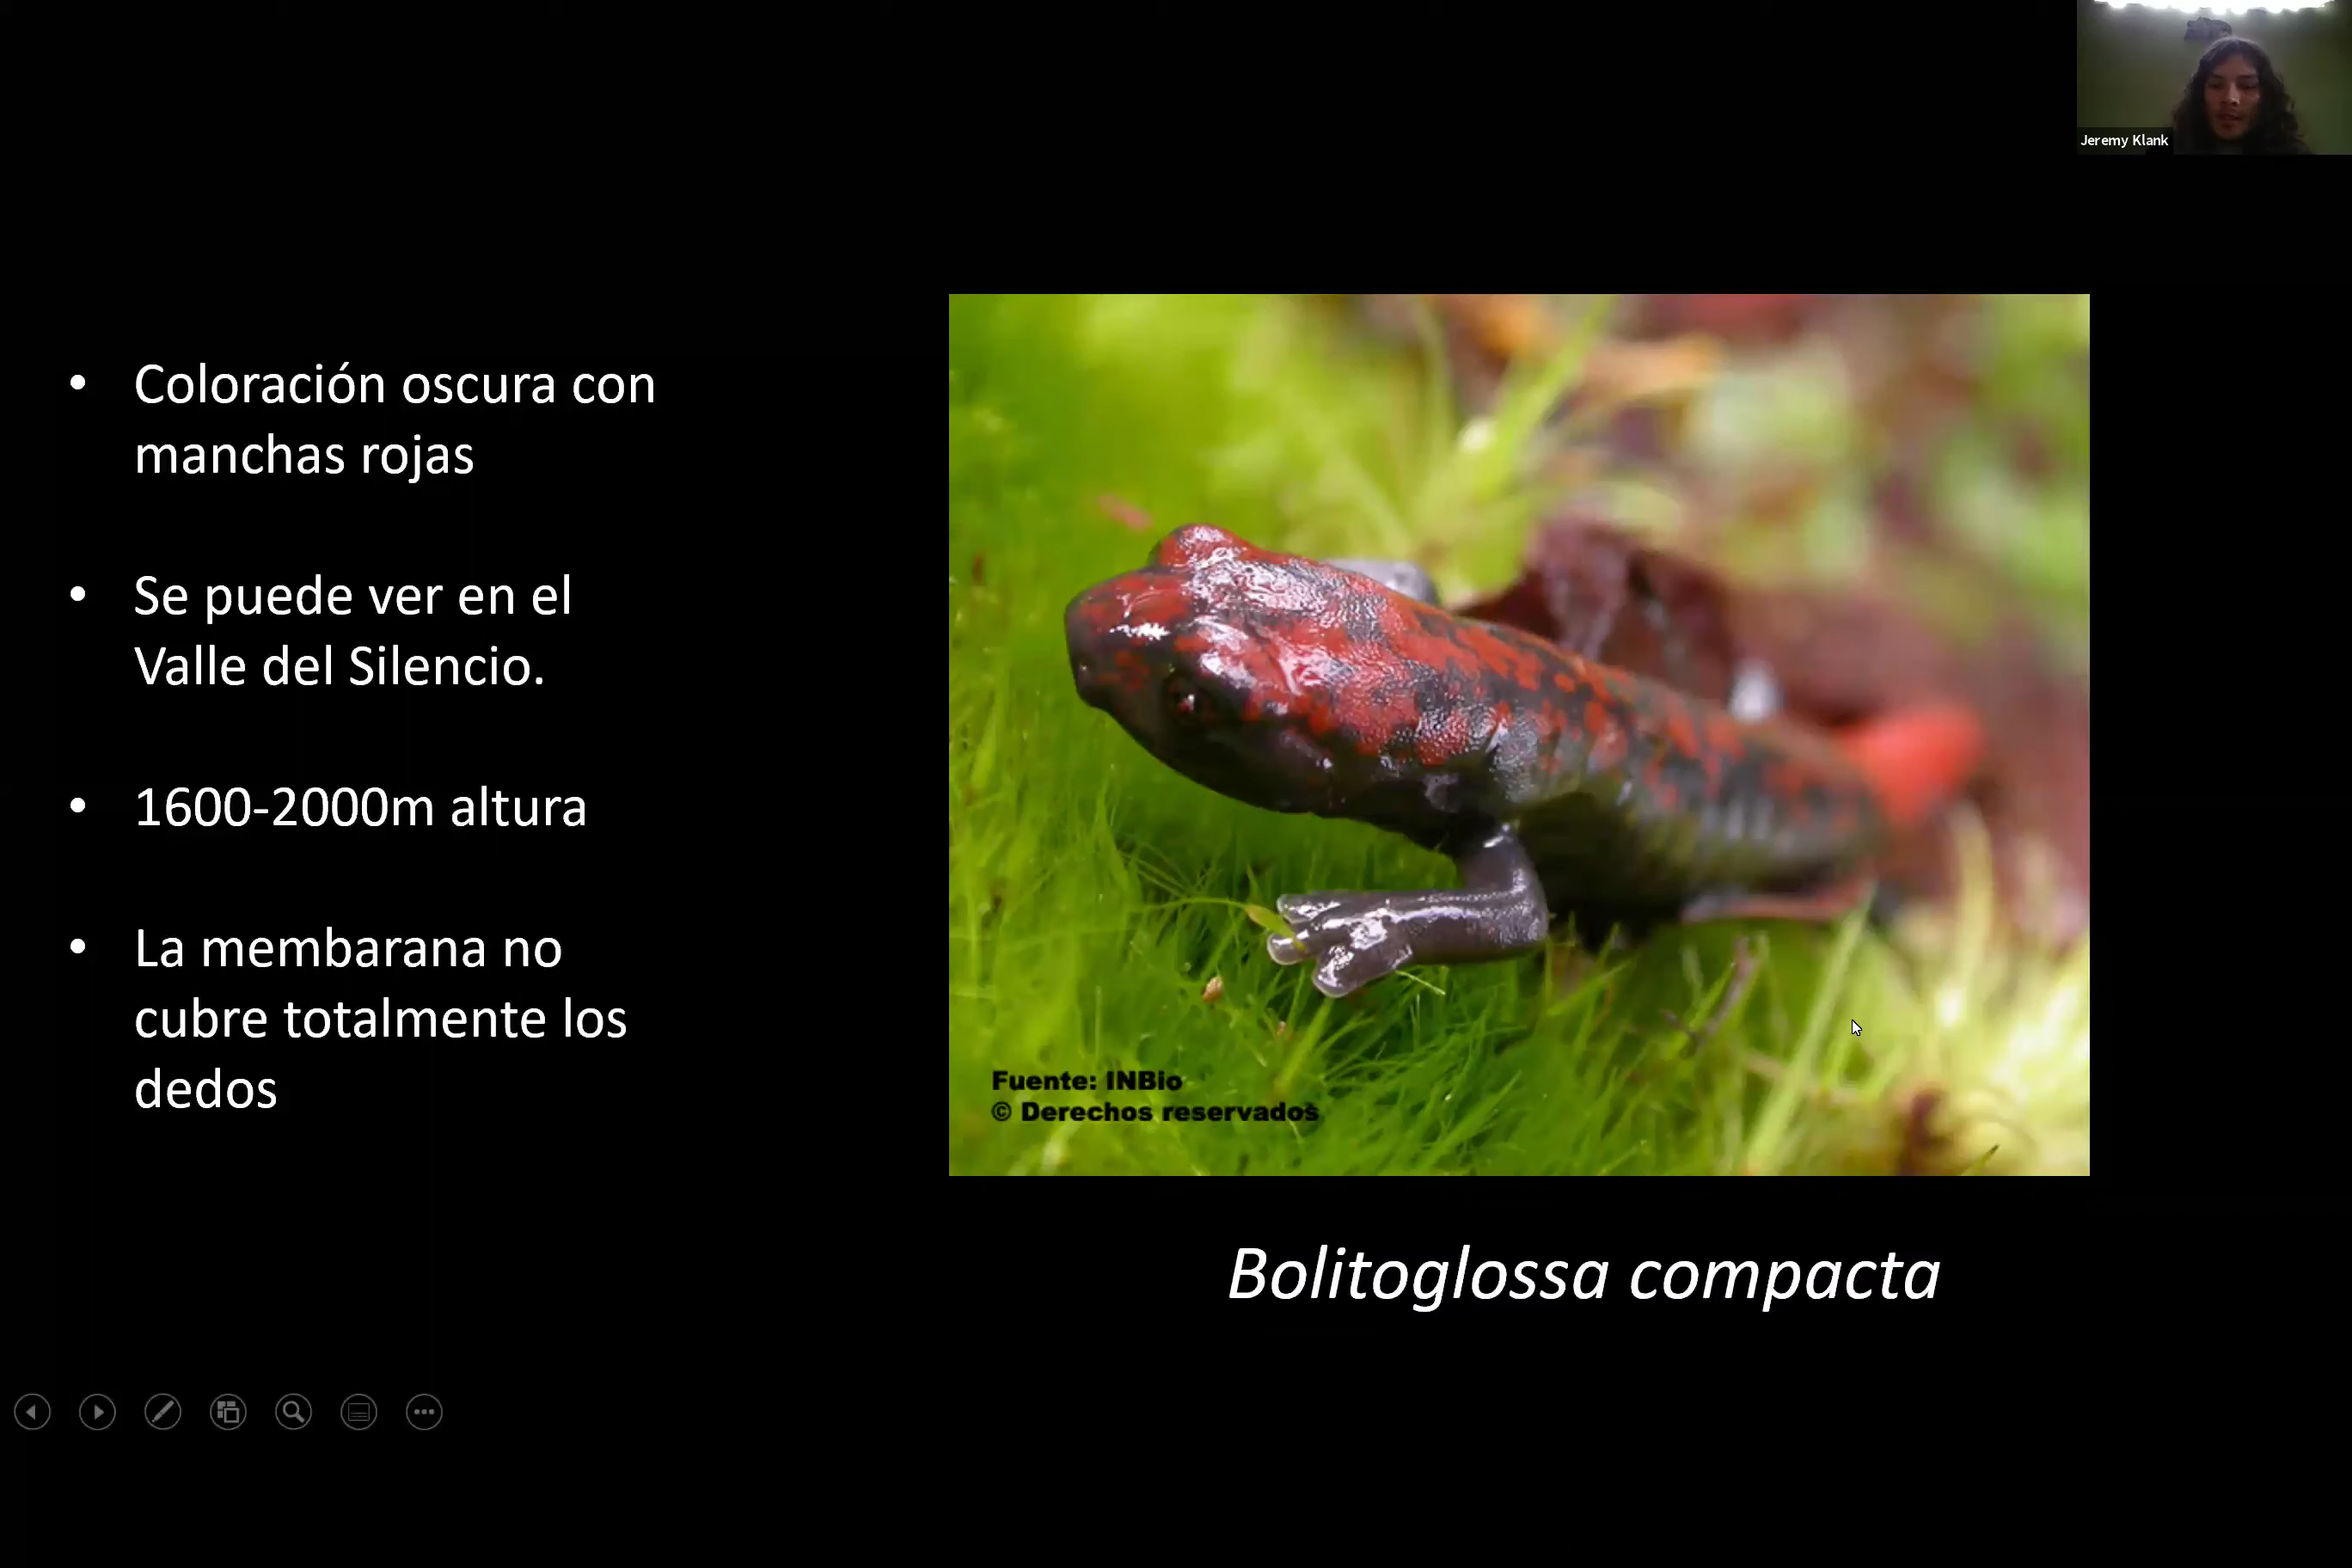 Jeremy Klank
• Coloración oscura con
manchas rojas
• Se puede ver en el
Valle del Silencio.
• 1600-2000m altura
• La membarana no
cubre totalmente los
dedos
Fuente: INBio
© Derechos reservados
Bolitoglossa compacta